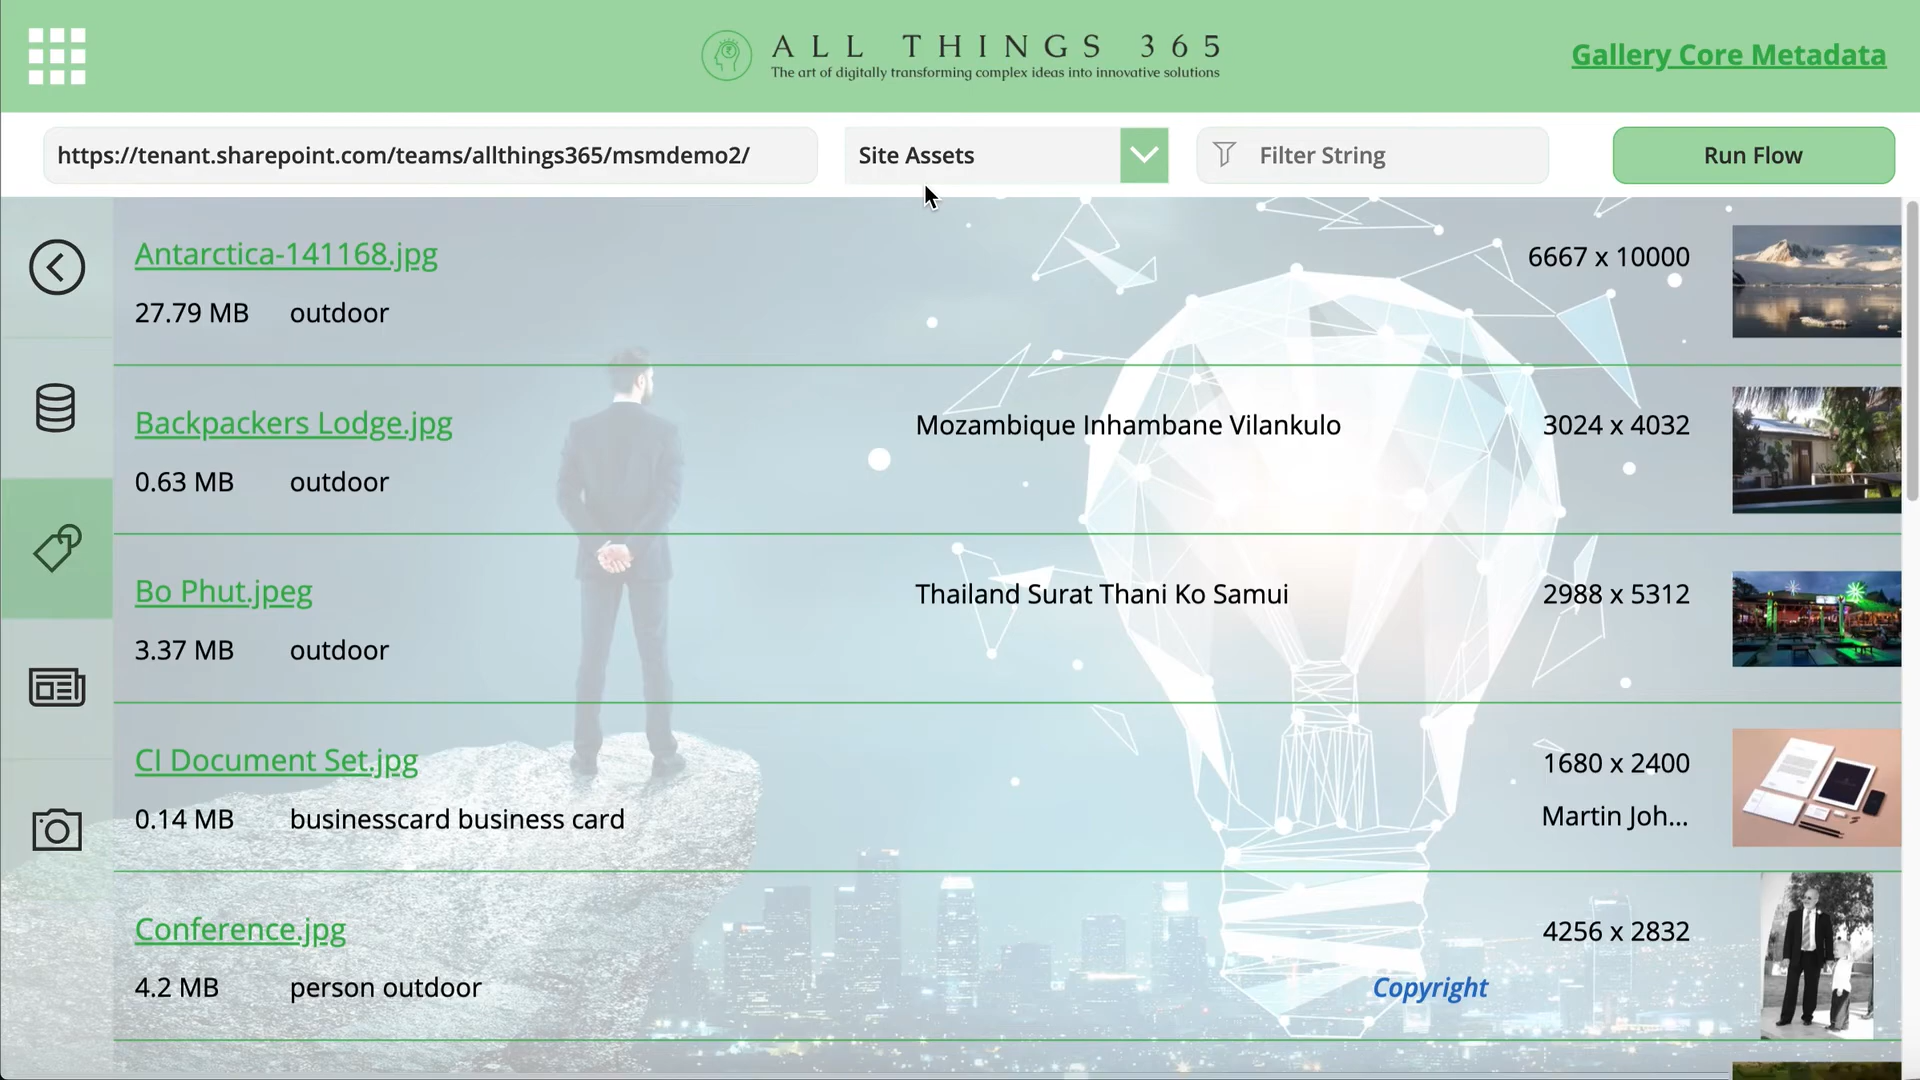 ALL THINGS 365
The art of digitally transforming complex ideas into innovative solutions
Gallery Core Metadata
https://tenant.sharepoint.com/teams/allthings365/msmdemo2/
Site Assets
Filter String
Run Flow
Antarctica-141168.jpg
6667 x 10000
27.79 MB outdoor
Backpackers Lodge.jpg
Mozambique Inhambane Vilankulo
3024 x 4032
0.63 MB outdoor
Bo Phut.jpeg
Thailand Surat Thani Ko Samui
2988 x 5312
3.37 MB outdoor
CI Document Set.jpg
1680 x 2400
0.14 MB businesscard business card
Martin Joh...
Conference.jpg
4256 x 2832
4.2 MB person outdoor
Copyright